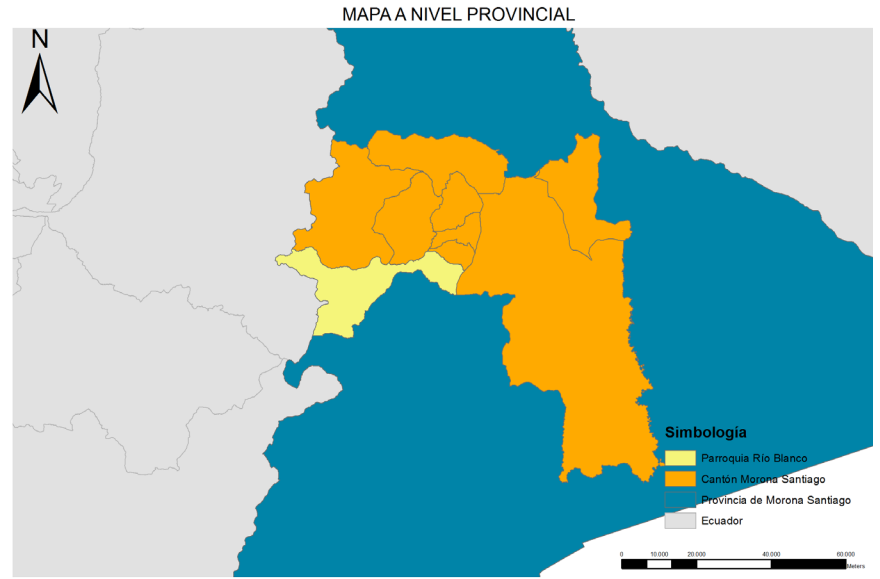 MAPA A NIVEL PROVINCIAL
N
Simbología
Parroquia Río Blanco
Cantón Morona Santiago
Provincia de Morona Santiago
Ecuador
0 10.000 20.000 40.000 60.000
Meters